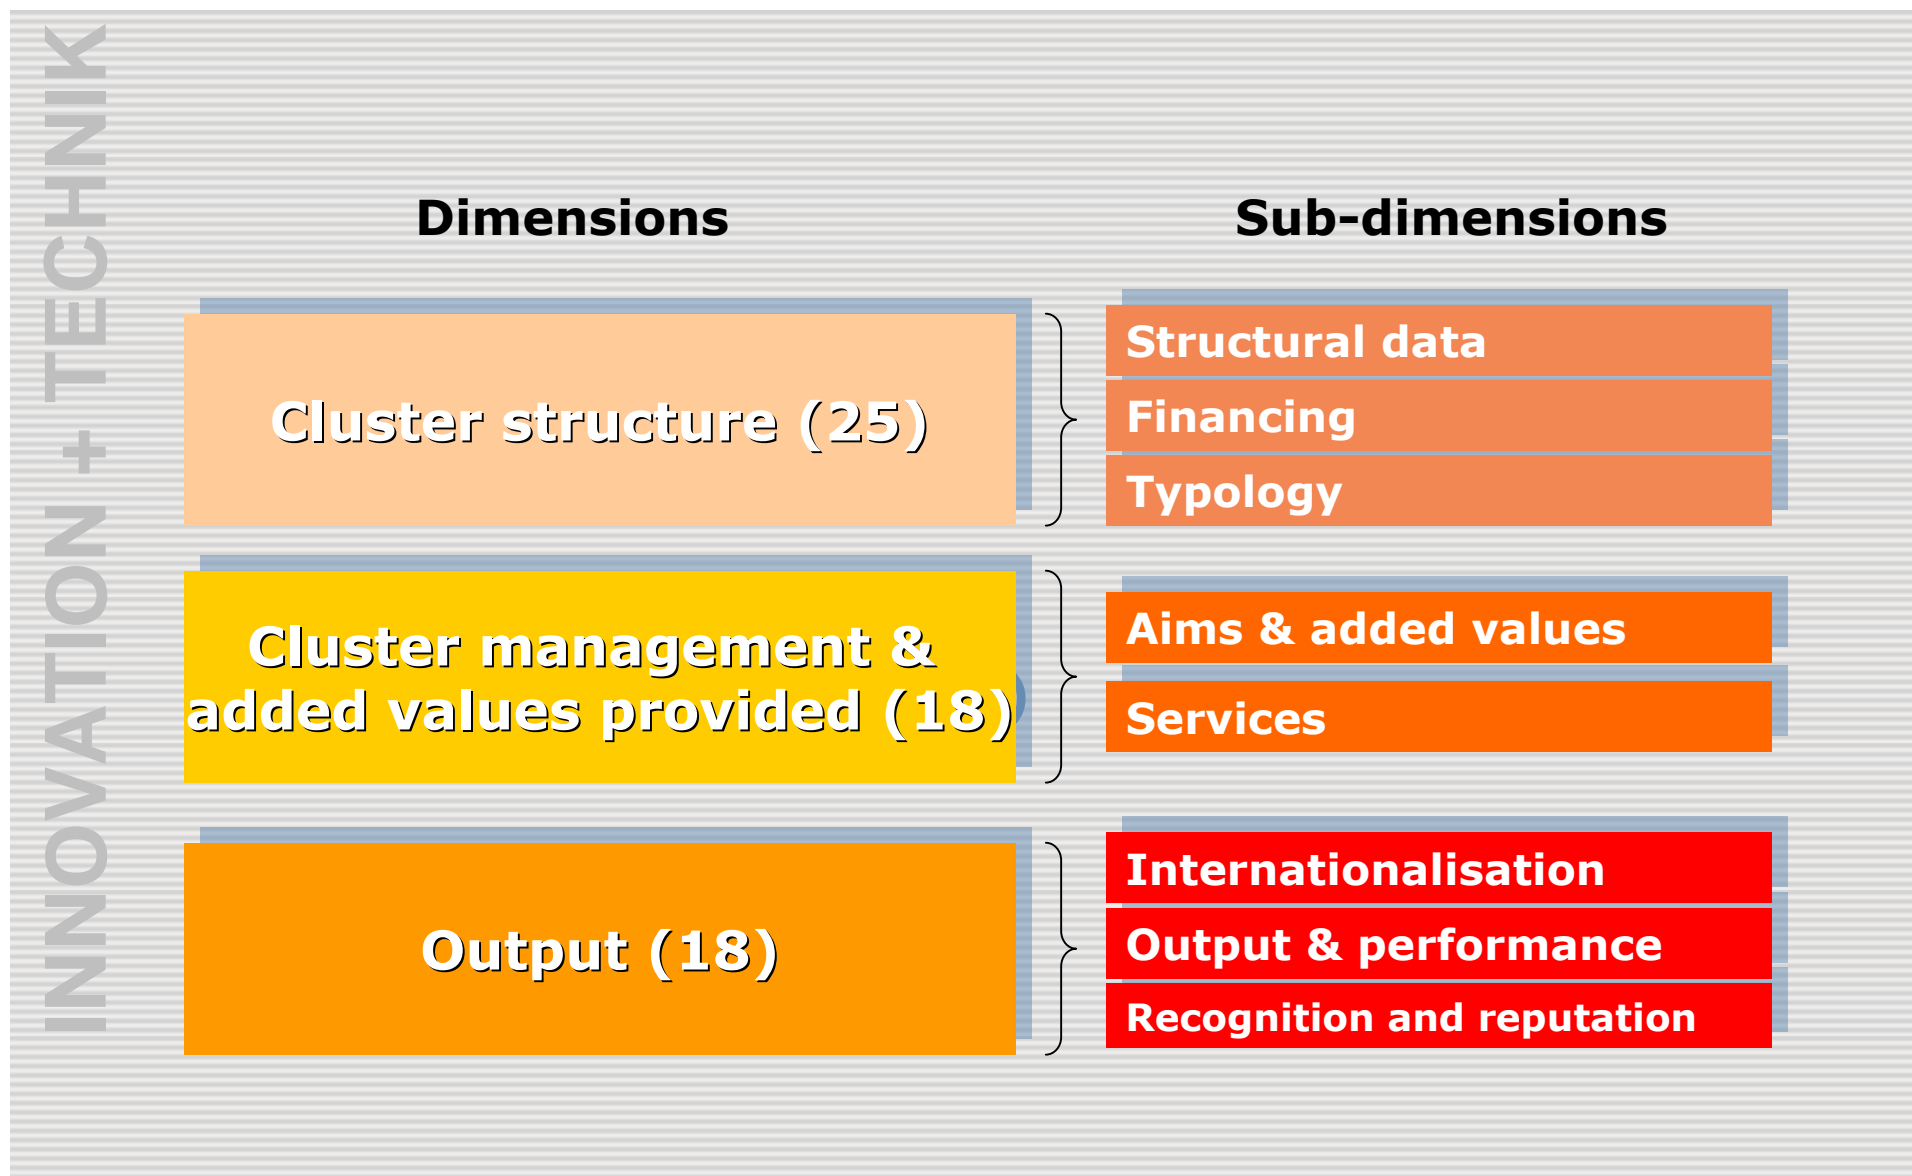 INNOVATION + TECHNIK
Dimensions
Sub-dimensions
Cluster structure (25)
Structural data
Financing
Typology
Cluster management &
added values provided (18)
Aims & added values
Services
Output (18)
Internationalisation
Output & performance
Recognition and reputation